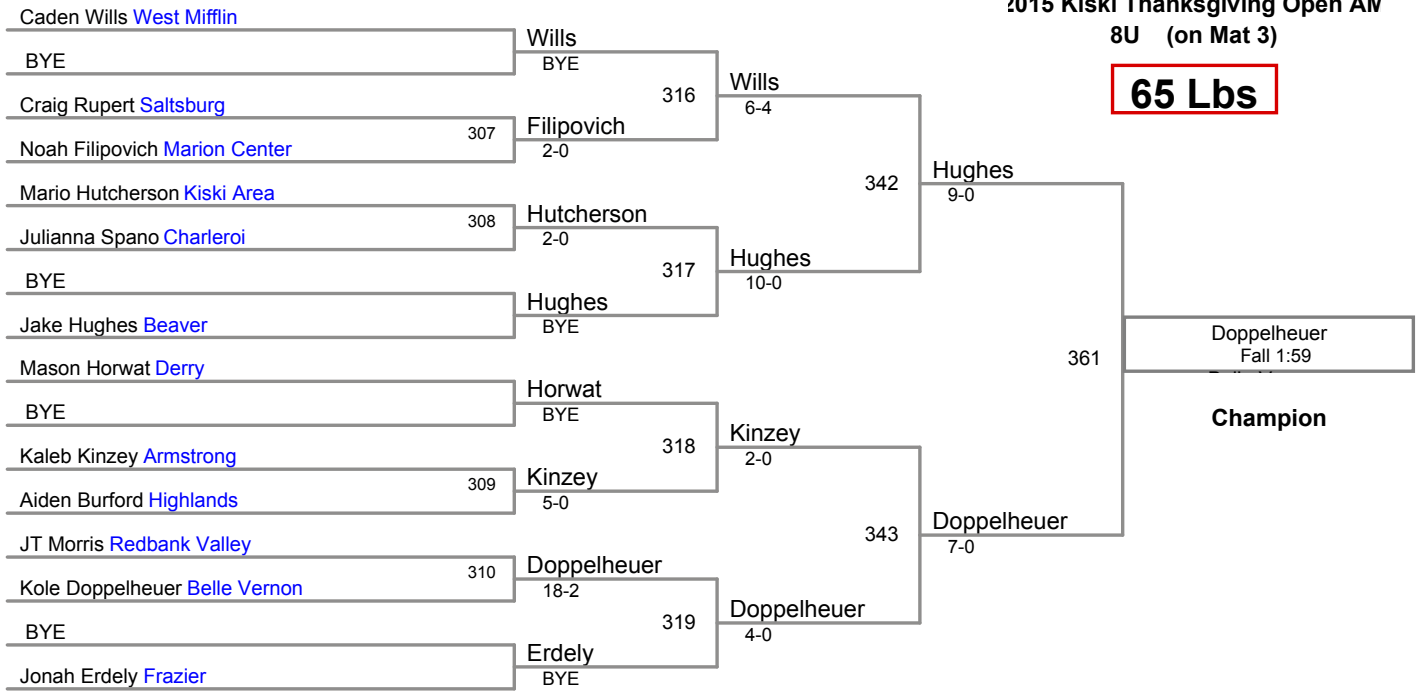 2015 Kiski Thanksgiving Open AM
8U (on Mat 3)
65 Lbs
Caden Wills West Mifflin
BYE
Craig Rupert Saltsburg
Noah Filipovich Marion Center
Mario Hutcherson Kiski Area
Julianna Spano Charleroi
BYE
Jake Hughes Beaver
Mason Horwat Derry
BYE
Kaleb Kinzey Armstrong
Aiden Burford Highlands
JT Morris Redbank Valley
Kole Doppelheuer Belle Vernon
BYE
Jonah Erdely Frazier
307
308
309
310
Wills
BYE
Filipovich
2-0
Hutcherson
2-0
Hughes
BYE
Horwat
BYE
Kinzey
5-0
Doppelheuer
18-2
Erdely
BYE
316
317
318
319
Wills
6-4
Hughes
10-0
Kinzey
2-0
Doppelheuer
4-0
342
343
Hughes
9-0
Doppelheuer
7-0
361
Doppelheuer
Fall 1:59
Champion